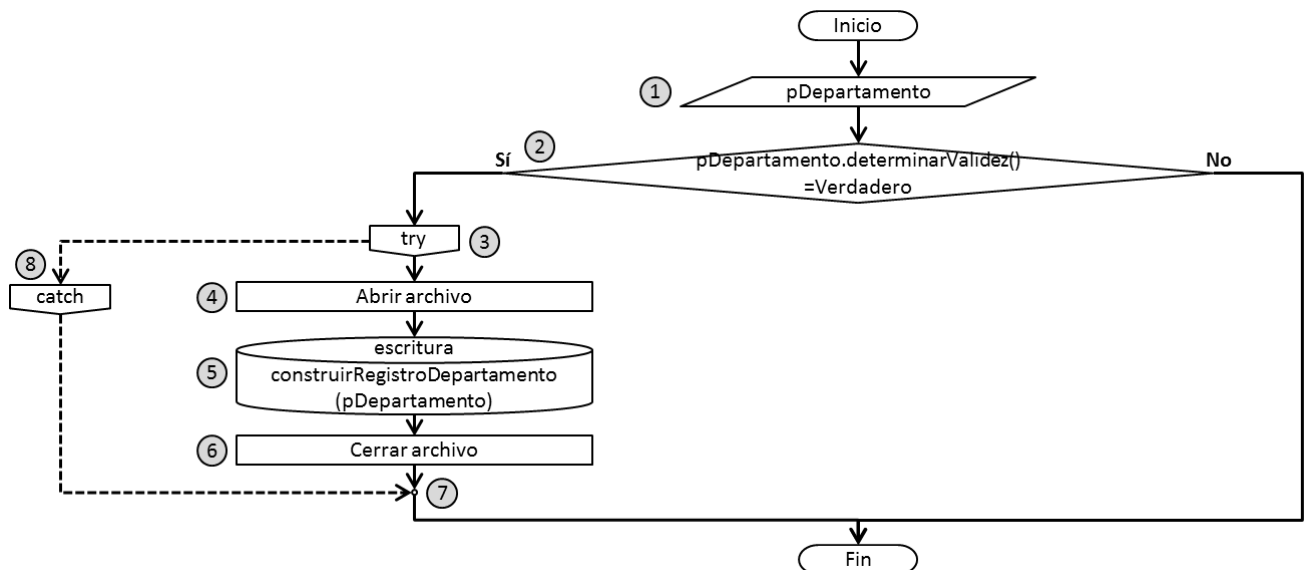 Inicio
1
pDepartamento
2
Sí
pDepartamento.determinarValidez()
=Verdadero
No
try
3
8
catch
4
Abrir archivo
escritura
5
construirRegistroDepartamento
(pDepartamento)
6
Cerrar archivo
7
Fin